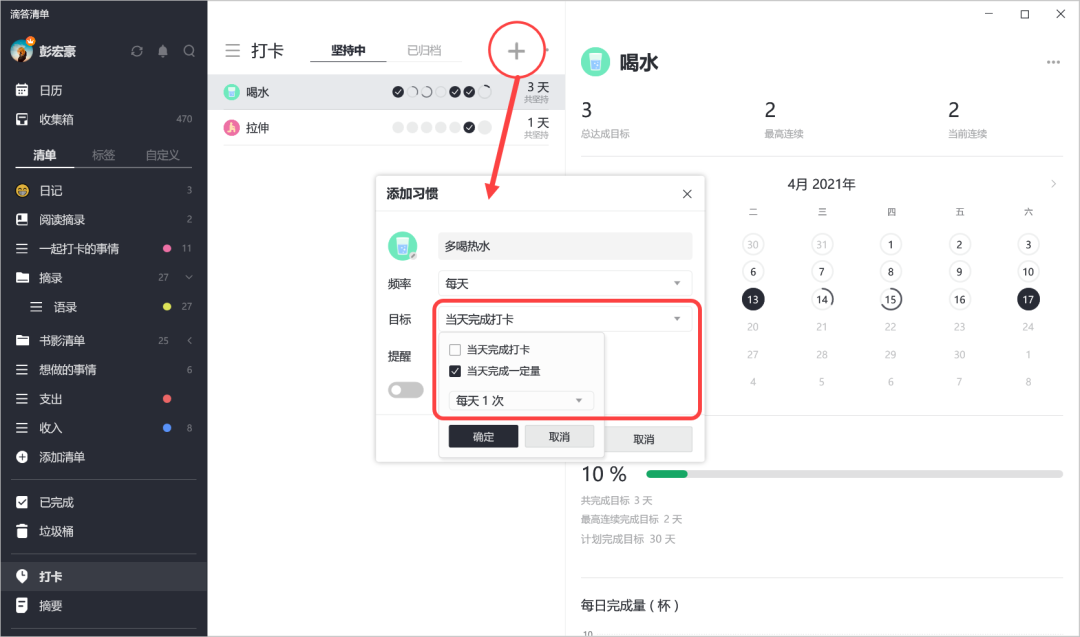 滴答清单
彭宏豪
日历
收集箱 470
清单 标签 自定义
日记 3
阅读摘录 2
一起打卡的事情 11
摘录 27
语录 27
书影清单 25
想做的事情 6
支出
收入 8
添加清单
已完成
垃圾桶
打卡
摘要
打卡 坚持中 已归档
喝水 3 天
共坚持
拉伸 1 天
共坚持
添加习惯
多喝热水
频率 每天
目标 当天完成打卡
提醒
当天完成打卡
当天完成一定量
每天 1 次
确定 取消
取消
喝水
3 2 2
总达成目标 最高连续 当前连续
4月 2021年
二 三 四 五 六
30 31 1 2 3
6 7 8 9 10
13 14 15 16 17
20 21 22 23 24
27 28 29 30 1
4 5 6 7 8
10 %
共完成目标 3 天
最高连续完成目标 2 天
计划完成目标 30 天
每日完成量 ( 杯 )
10